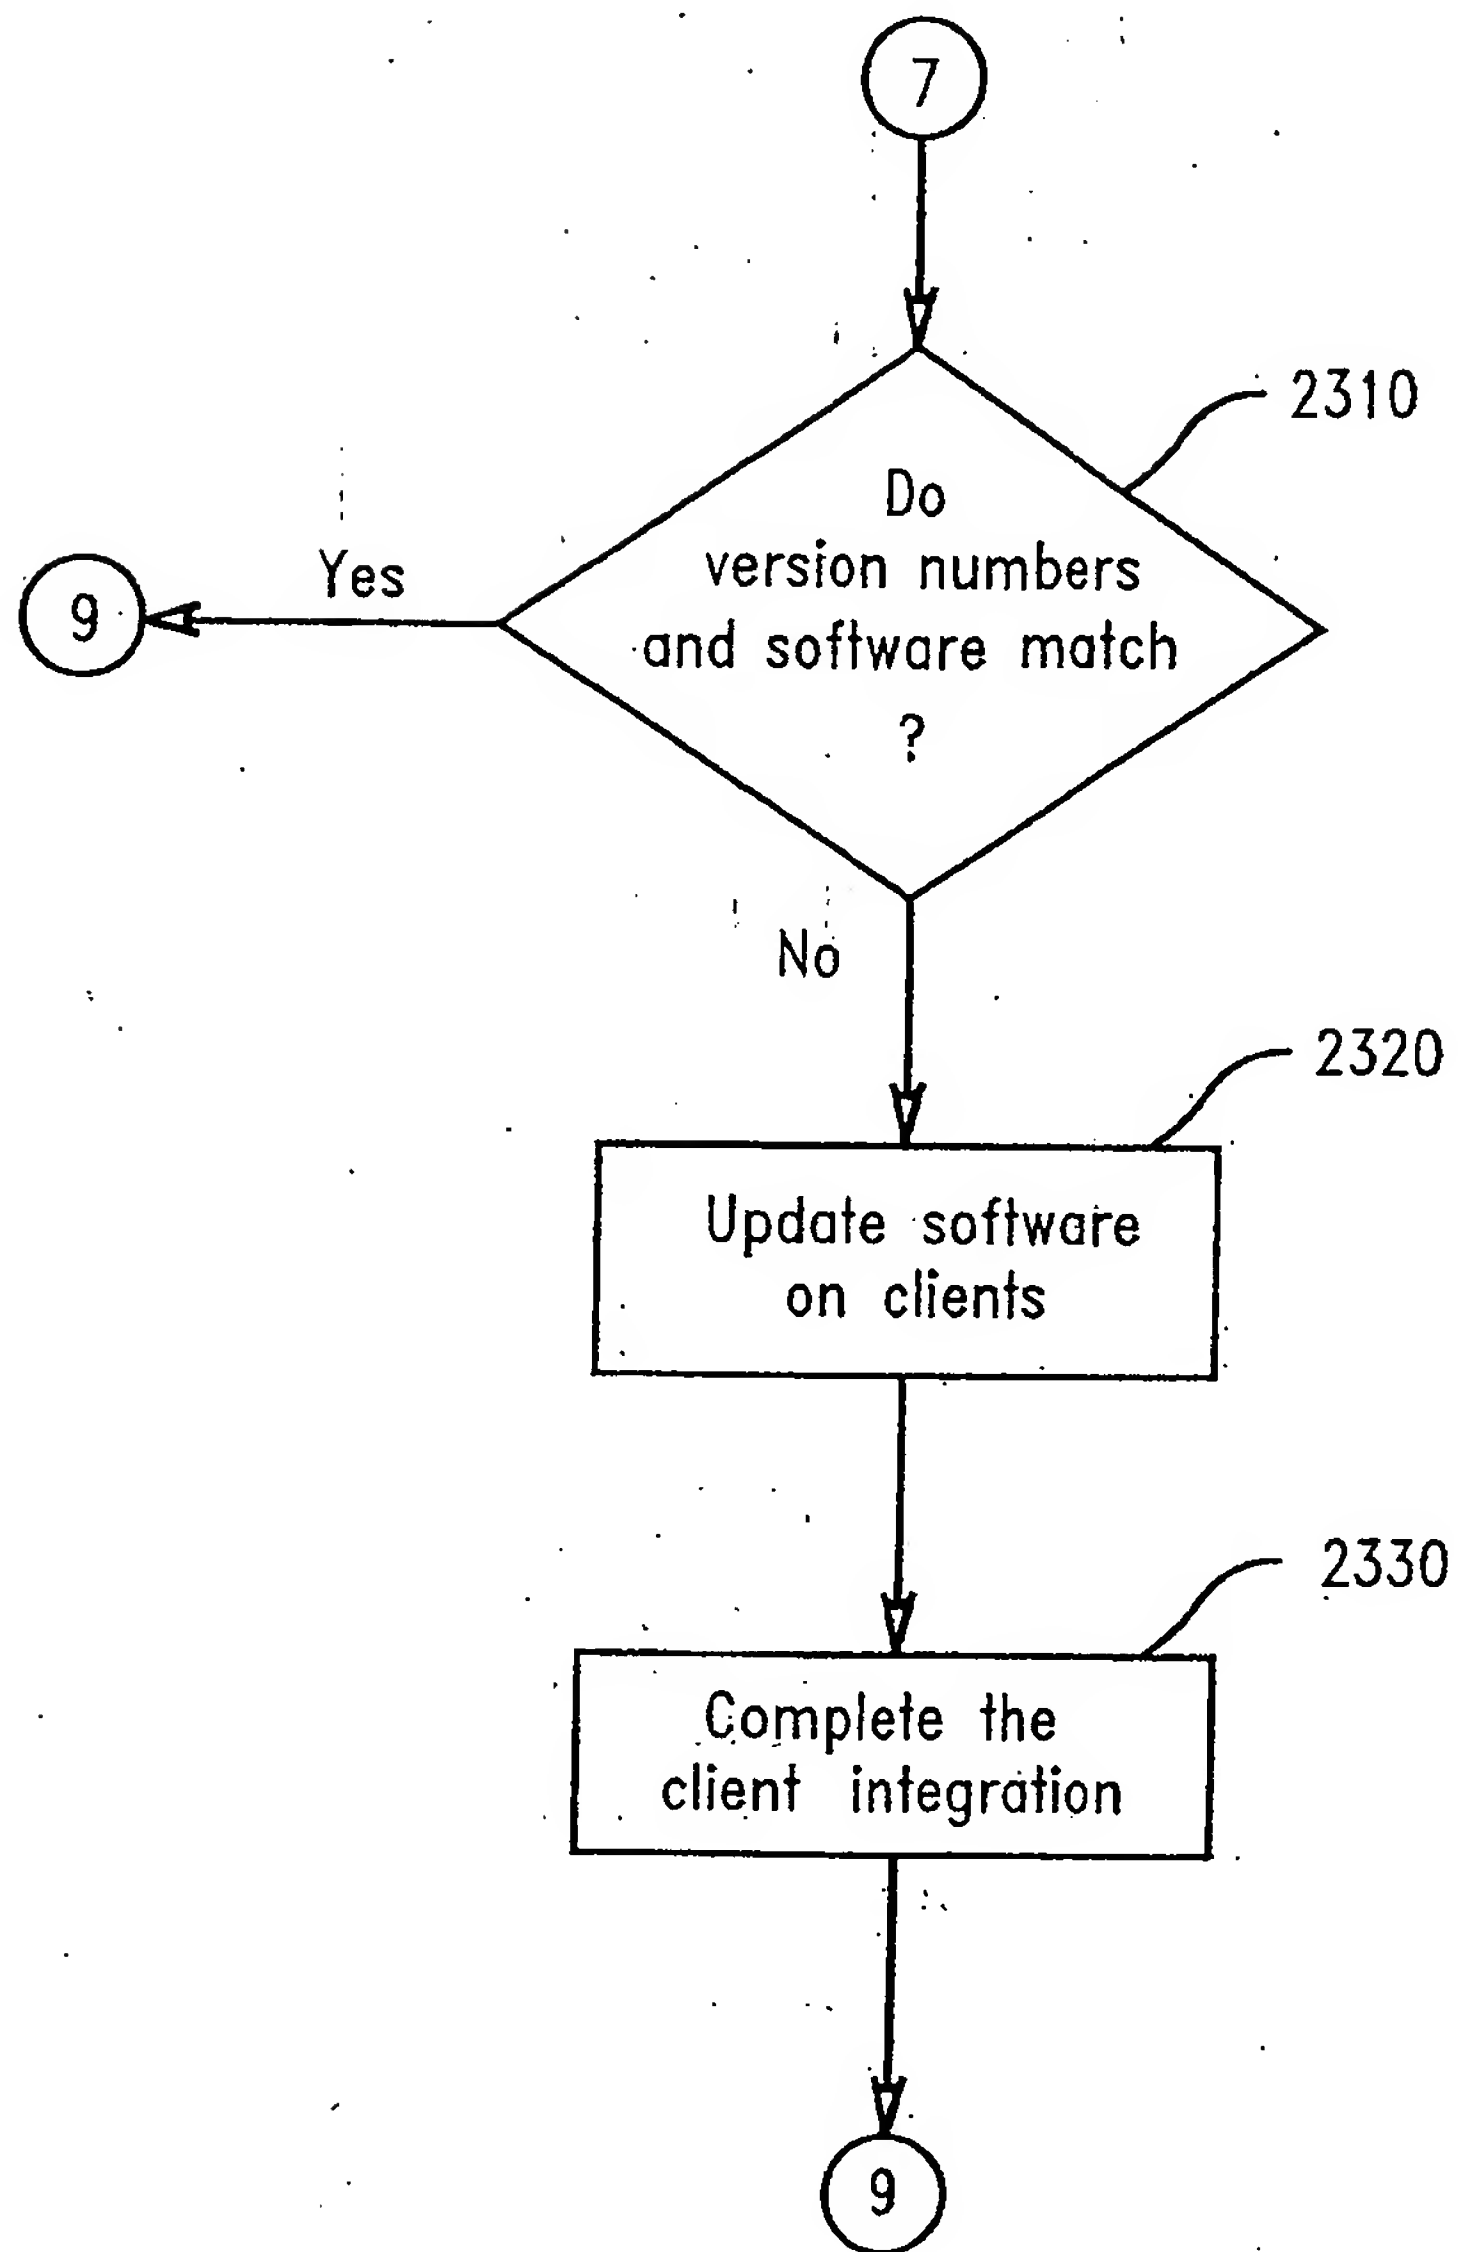 7
2310
Do
version numbers
and software match
?
Yes
9
No
2320
Update software
on clients
2330
Complete the
client integration
9